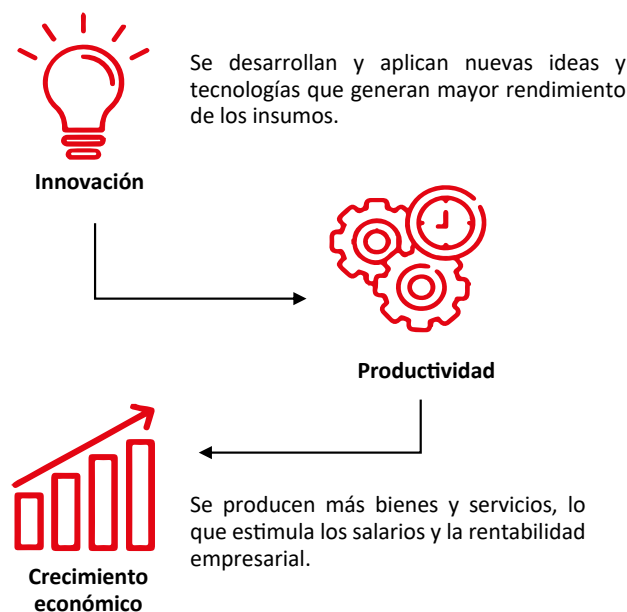 Se desarrollan y aplican nuevas ideas y
tecnologías que generan mayor rendimiento
de los insumos.
Innovación
Productividad
Se producen más bienes y servicios, lo
que estimula los salarios y la rentabilidad
empresarial.
Crecimiento
económico